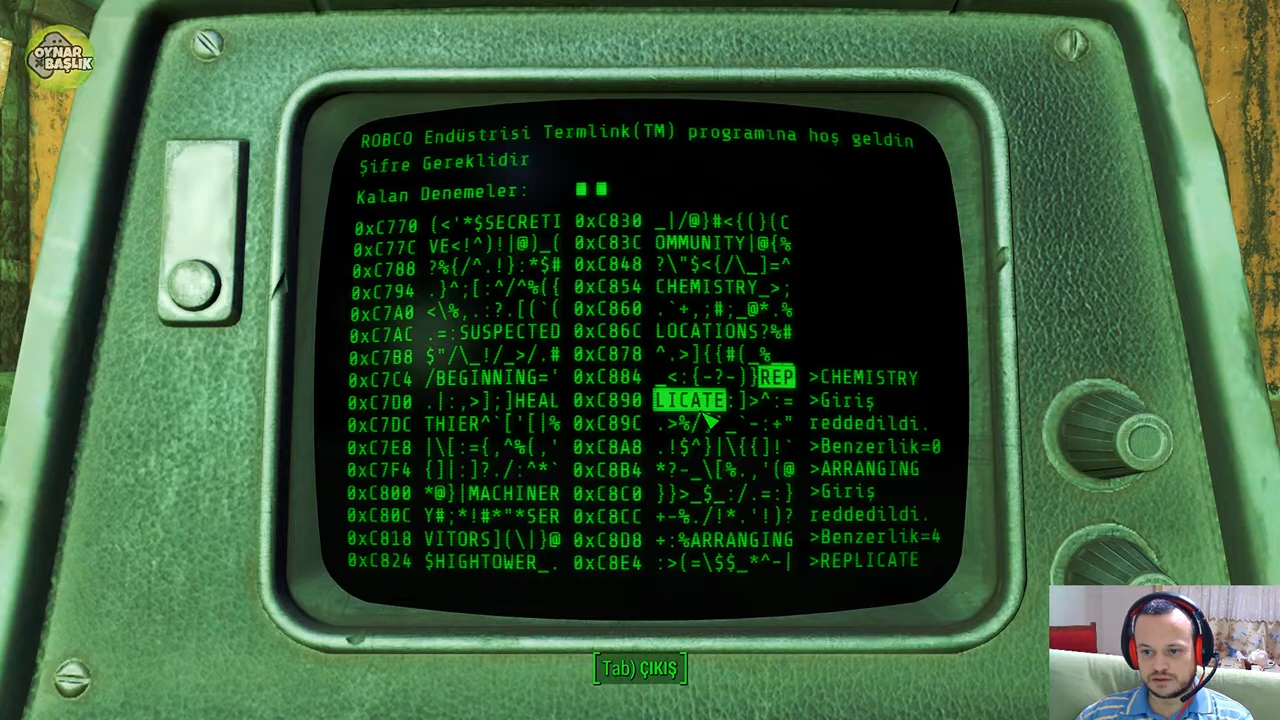 OYNAR
BAŞLIK
ROBCO Endüstrisi Termlink(TM) programına hoş geldin
Şifre Gereklidir
Kalan Denemeler:
0xC770 (<'*$SECRETI 0xC830 _|/@}#<{(}(C
0xC77C VE<!^)!|@)_( 0xC83C OMMUNITY|@{%
0xC788 ?%{/^.!}:*$# 0xC848 ?\"$<{/\_]=^
0xC794 .}^;[:^/^%({ 0xC854 CHEMISTRY_>;
0xC7A0 <\%,.:?.[(`( 0xC860 .`+,;#;_@*.%
0xC7AC .=:SUSPECTED 0xC86C LOCATIONS?%#
0xC7B8 $"/\_!/_>/.# 0xC878 ^.>]{{#(_%__
0xC7C4 /BEGINNING=' 0xC884 _<:{-?-)}REP >CHEMISTRY
0xC7D0 .|:,>];]HEAL 0xC890 LICATE:]>^:= >Giriş
0xC7DC THIER^`['[|% 0xC89C .>%/ _`-:+" reddedildi.
0xC7E8 |\[:={,^%(,' 0xC8A8 .!$^}|\{{]!` >Benzerlik=0
0xC7F4 {]|:]?./:^*` 0xC8B4 *?-_\[%.,'(@ >ARRANGING
0xC800 *@}|MACHINER 0xC8C0 }}>_$_:/.=:} >Giriş
0xC80C Y#;*!#*"*SER 0xC8CC +-%./!*.'!)? reddedildi.
0xC818 VITORS](\|}@ 0xC8D8 +:%ARRANGING >Benzerlik=4
0xC824 $HIGHTOWER_. 0xC8E4 :>(=\$$_*^-| >REPLICATE
Tab) ÇIKIŞ